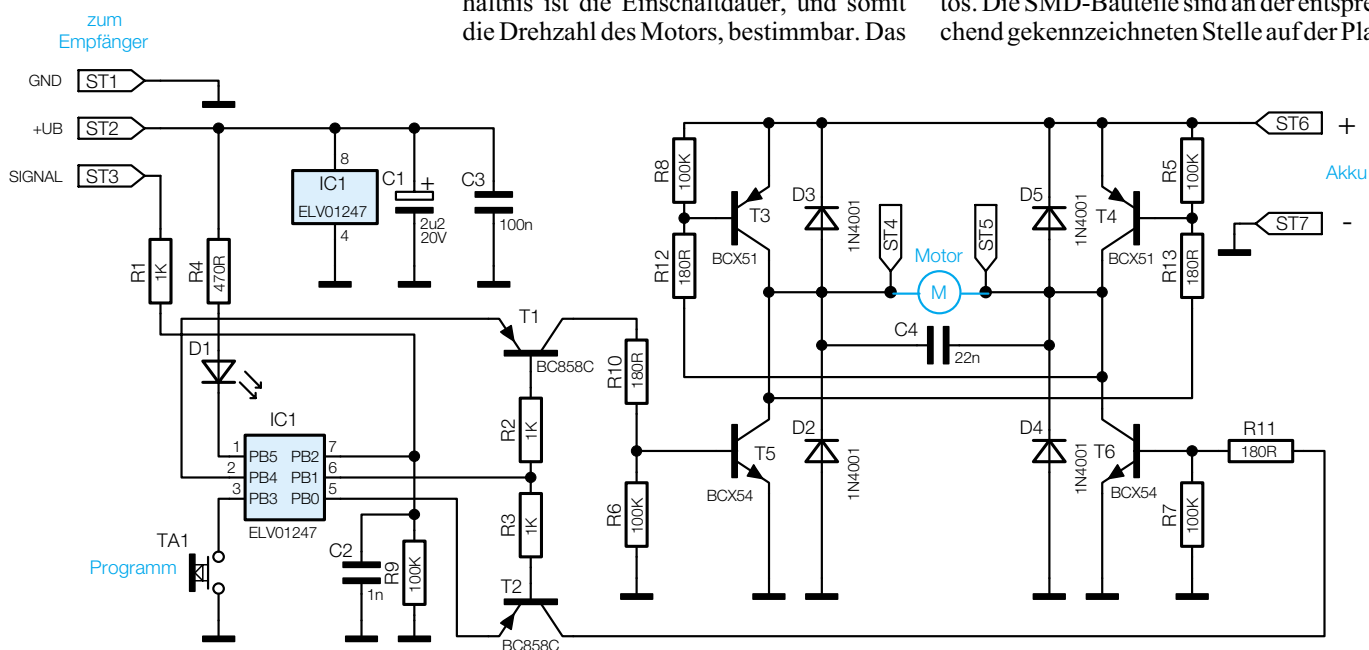 hältnis ist die Einschaltdauer, und somit
die Drehzahl des Motors, bestimmbar. Das
tos. Die SMD-Bauteile sind an der entspre
chend gekennzeichneten Stelle auf der Pla
zum
Empfänger
GND ST1
+UB ST2
SIGNAL ST3
R1
1K
R4
470R
8
IC1
ELV01247
4
C1
+
2u2
20V
C3
100n
D1
IC1
1 PB5 PB2 7
2 PB4 PB1 6
3 PB3 PB0 5
ELV01247
TA1
Programm
C2
1n
R9
100K
T1
BC858C
R2
1K
R3
1K
T2
BC858C
R10
180R
R6
100K
R8
100K
R12
180R
T3
BCX51
D3
1N4001
ST4
Motor
M
ST5
C4
22n
D5
1N4001
T4
BCX51
R5
100K
R13
180R
ST6 +
Akku
ST7 -
T5
BCX54
D2
1N4001
D4
1N4001
T6
BCX54
R7
100K
R11
180R